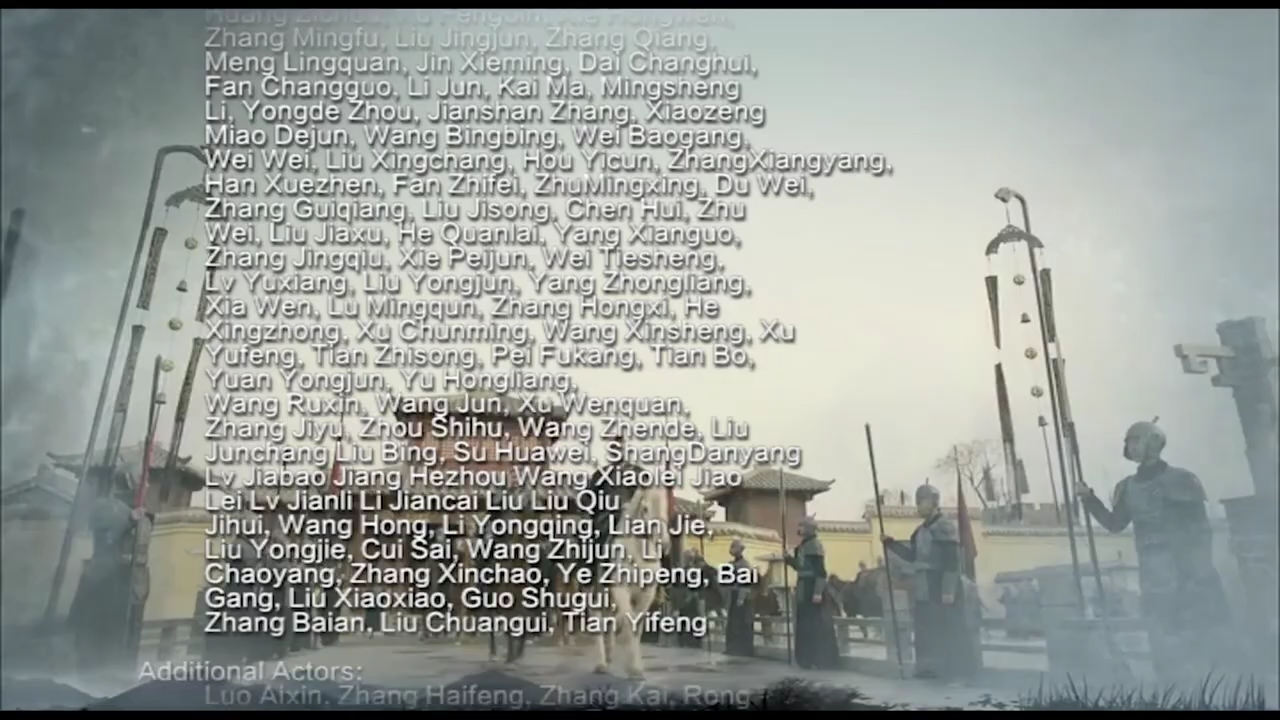 Zhang Mingfu, Liu Jingjun, Zhang Qiang,
Meng Lingquan, Jin Xieming, Dai Changhui,
Fan Changguo, Li Jun, Kai Ma, Mingsheng
Li, Yongde Zhou, Jianshan Zhang, Xiaozeng
Miao Dejun, Wang Bingbing, Wei Baogang,
Wei Wei, Liu Xingchang, Hou Yicun, ZhangXiangyang,
Han Xuezhen, Fan Zhifei, ZhuMingxing, Du Wei,
Zhang Guiqiang, Liu Jisong, Chen Hui, Zhu
Wei, Liu Jiaxu, He Quanlai, Yang Xianguo,
Zhang Jingqiu, Xie Peijun, Wei Tiesheng,
Lv Yuxiang, Liu Yongjun, Yang Zhongliang,
Xia Wen, Lu Mingqun, Zhang Hongxi, He
Xingzhong, Xu Chunming, Wang Xinsheng, Xu
Yufeng, Tian Zhisong, Pei Fukang, Tian Bo,
Yuan Yongjun, Yu Hongliang,
Wang Ruxin, Wang Jun, Xu Wenquan,
Zhang Jiyu, Zhou Shihu, Wang Zhende, Liu
Junchang Liu Bing, Su Huawei, ShangDanyang
Lv Jiabao Jiang Hezhou Wang Xiaolei Jiao
Lei Lv Jianli Li Jiancai Liu Liu Qiu
Jihui, Wang Hong, Li Yongqing, Lian Jie,
Liu Yongjie, Cui Sai, Wang Zhijun, Li
Chaoyang, Zhang Xinchao, Ye Zhipeng, Bai
Gang, Liu Xiaoxiao, Guo Shugui,
Zhang Baian, Liu Chuangui, Tian Yifeng
Additional Actors:
Luo Aixin, Zhang Haifeng, Zhang Kai, Rong